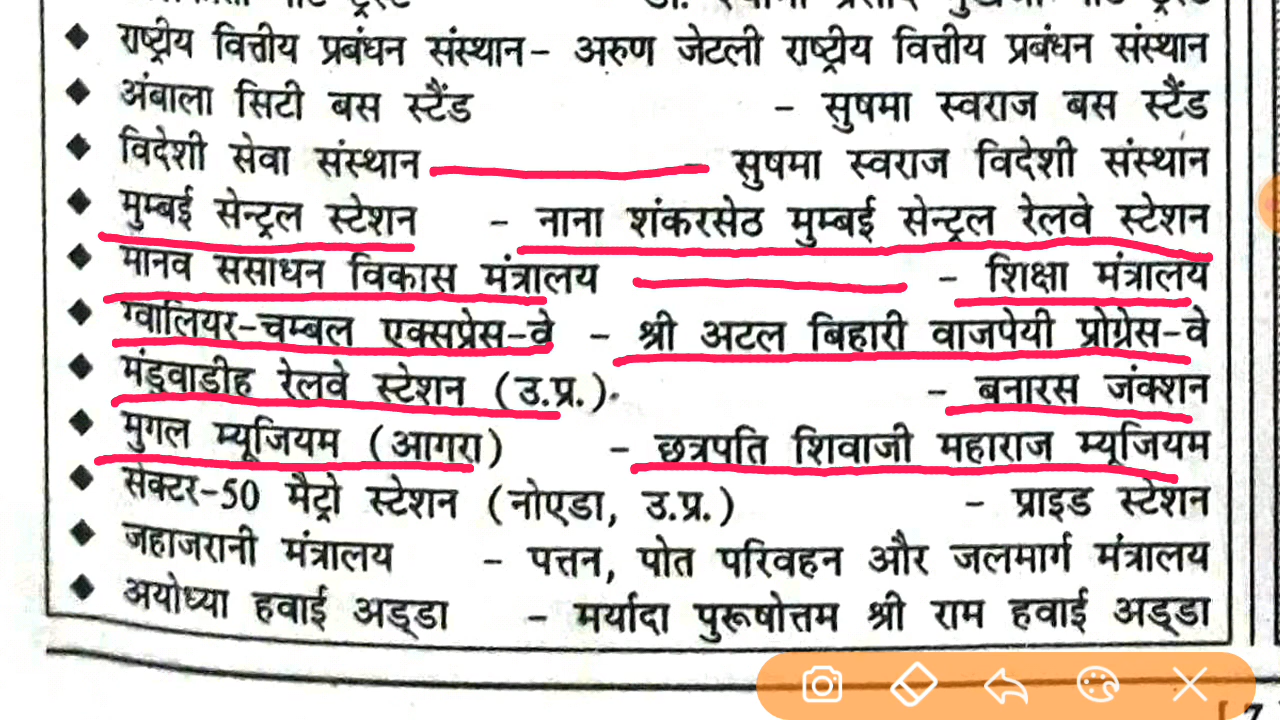 ◆ राष्ट्रीय वित्तीय प्रबंधन संस्थान– अरुण जेटली राष्ट्रीय वित्तीय प्रबंधन संस्थान
◆ अंबाला सिटी बस स्टैंड – सुषमा स्वराज बस स्टैंड
◆ विदेशी सेवा संस्थान – सुषमा स्वराज विदेशी संस्थान
◆ मुम्बई सेन्ट्रल स्टेशन – नाना शंकरसेठ मुम्बई सेन्ट्रल रेलवे स्टेशन
◆ मानव ससाधन विकास मंत्रालय – शिक्षा मंत्रालय
◆ ग्वालियर-चम्बल एक्सप्रेस-वे – श्री अटल बिहारी वाजपेयी प्रोग्रेस-वे
◆ मंडुवाडीह रेलवे स्टेशन (उ.प्र.) – बनारस जंक्शन
◆ मुगल म्यूजियम (आगरा) – छत्रपति शिवाजी महाराज म्यूजियम
◆ सेक्टर-50 मैट्रो स्टेशन (नोएडा, उ.प्र.) – प्राइड स्टेशन
◆ जहाजरानी मंत्रालय – पत्तन, पोत परिवहन और जलमार्ग मंत्रालय
◆ अयोध्या हवाई अड्डा – मर्यादा पुरूषोत्तम श्री राम हवाई अड्डा